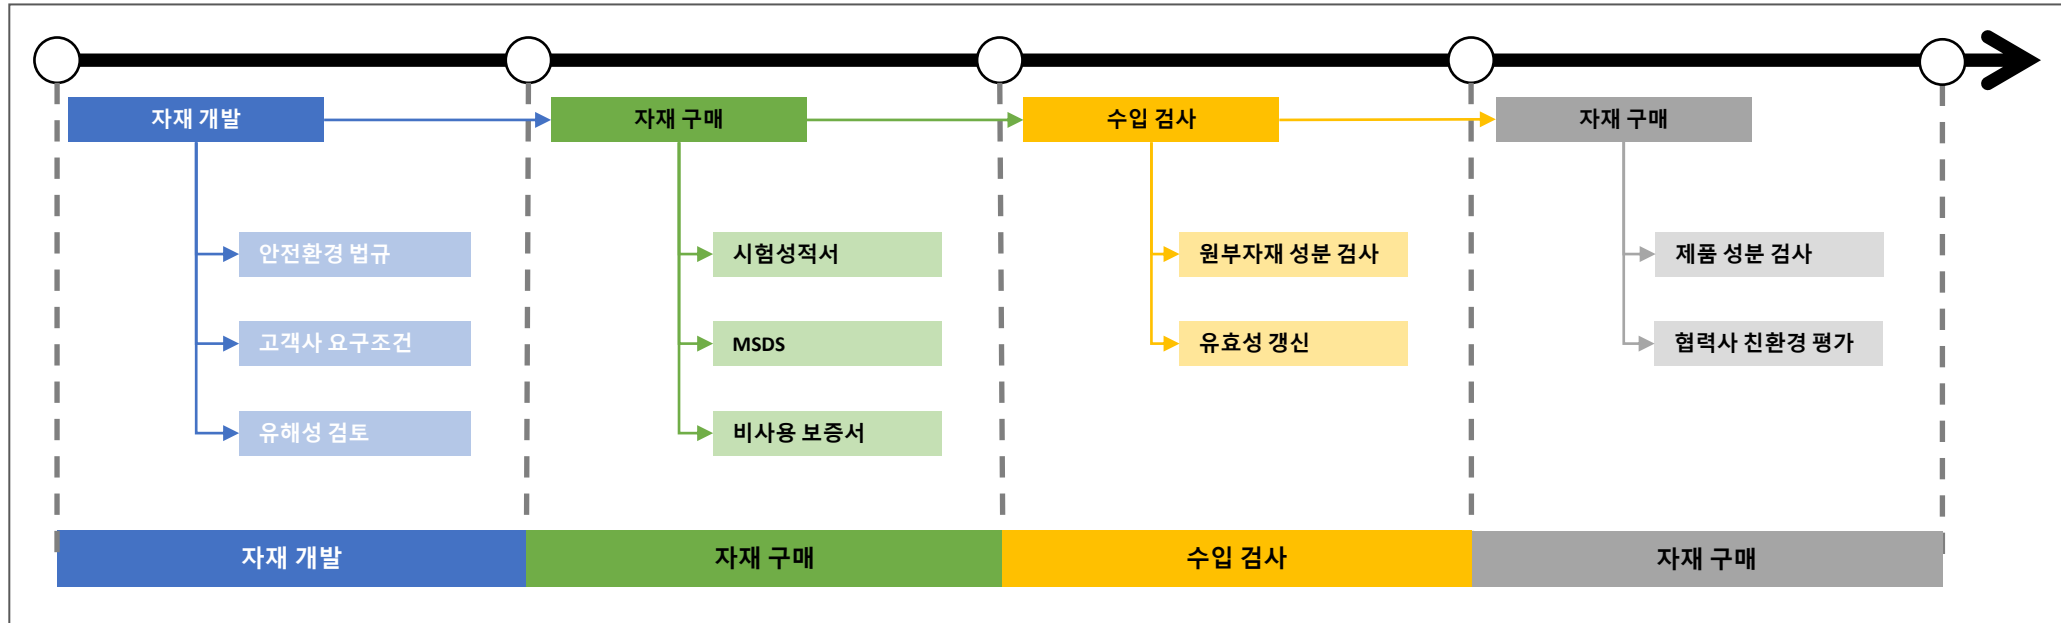 자재 개발
자재 구매
수입 검사
자재 구매
안전환경 법규
시험성적서
원부자재 성분 검사
제품 성분 검사
고객사 요구조건
MSDS
유효성 갱신
협력사 친환경 평가
유해성 검토
비사용 보증서
자재 개발
자재 구매
수입 검사
자재 구매